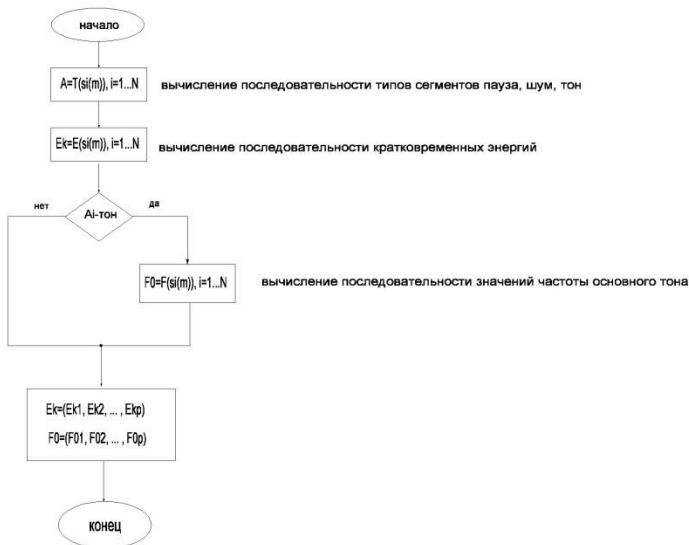 начало
A=T(si(m)), i=1...N
вычисление последовательности типов сегментов пауза, шум, тон
Ek=E(si(m)), i=1...N
вычисление последовательности кратковременных энергий
нет
Ai-тон
да
F0=F(si(m)), i=1...N
вычисление последовательности значений частоты основного тона
Ek=(Ek1, Ek2, ... , Ekp)
F0=(F01, F02, ... , F0p)
конец